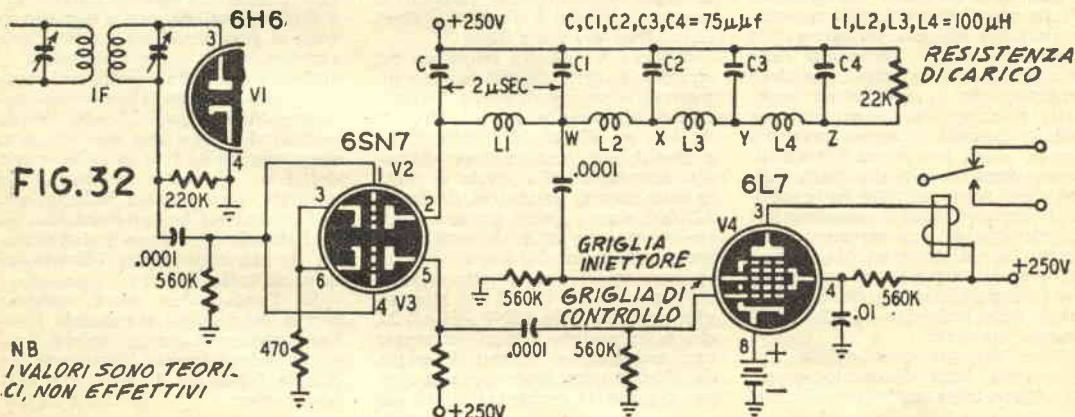 6H6
+250V
C,C1,C2,C3,C4=75µµf
L1,L2,L3,L4=100µH
RESISTENZA
DI CARICO
3
IF
V1
4
C
C1
C2
C3
C4
22K
2µSEC
L1
W
L2
X
L3
Y
L4
Z
FIG.32
220K
6SN7
V2
1
3
2
6
5
4
V3
.0001
560K
470
.0001
6L7
V4
3
GRIGLIA
INIETTORE
560K
GRIGLIA DI
CONTROLLO
4
560K
+250V
.01
8
+
-
.0001
560K
+250V
NB
I VALORI SONO TEORI-
CI, NON EFFETTIVI